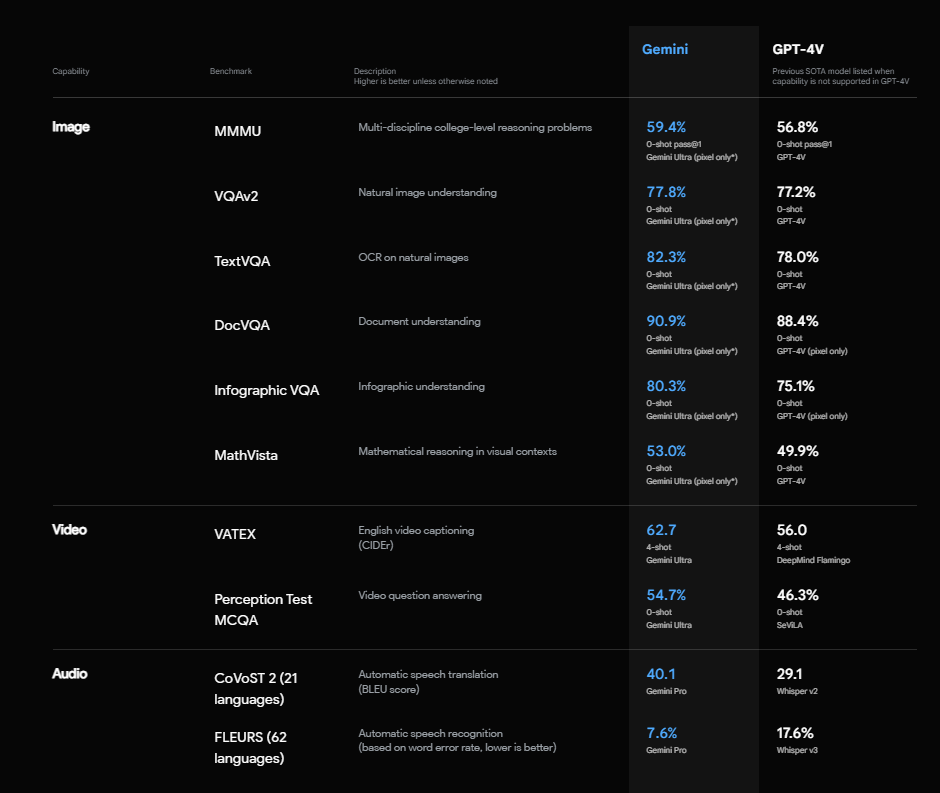 Gemini
GPT-4V
Capability
Benchmark
Description
Higher is better unless otherwise noted
Previous SOTA model listed when
capability is not supported in GPT-4V
Image
MMMU
Multi-discipline college-level reasoning problems
59.4%
0-shot pass@1
Gemini Ultra (pixel only*)
56.8%
0-shot pass@1
GPT-4V
VQAv2
Natural image understanding
77.8%
0-shot
Gemini Ultra (pixel only*)
77.2%
0-shot
GPT-4V
TextVQA
OCR on natural images
82.3%
0-shot
Gemini Ultra (pixel only*)
78.0%
0-shot
GPT-4V
DocVQA
Document understanding
90.9%
0-shot
Gemini Ultra (pixel only*)
88.4%
0-shot
GPT-4V (pixel only)
Infographic VQA
Infographic understanding
80.3%
0-shot
Gemini Ultra (pixel only*)
75.1%
0-shot
GPT-4V (pixel only)
MathVista
Mathematical reasoning in visual contexts
53.0%
0-shot
Gemini Ultra (pixel only*)
49.9%
0-shot
GPT-4V
Video
VATEX
English video captioning
(CIDEr)
62.7
4-shot
Gemini Ultra
56.0
4-shot
DeepMind Flamingo
Perception Test
MCQA
Video question answering
54.7%
0-shot
Gemini Ultra
46.3%
0-shot
SeViLA
Audio
CoVoST 2 (21
languages)
Automatic speech translation
(BLEU score)
40.1
Gemini Pro
29.1
Whisper v2
FLEURS (62
languages)
Automatic speech recognition
(based on word error rate, lower is better)
7.6%
Gemini Pro
17.6%
Whisper v3